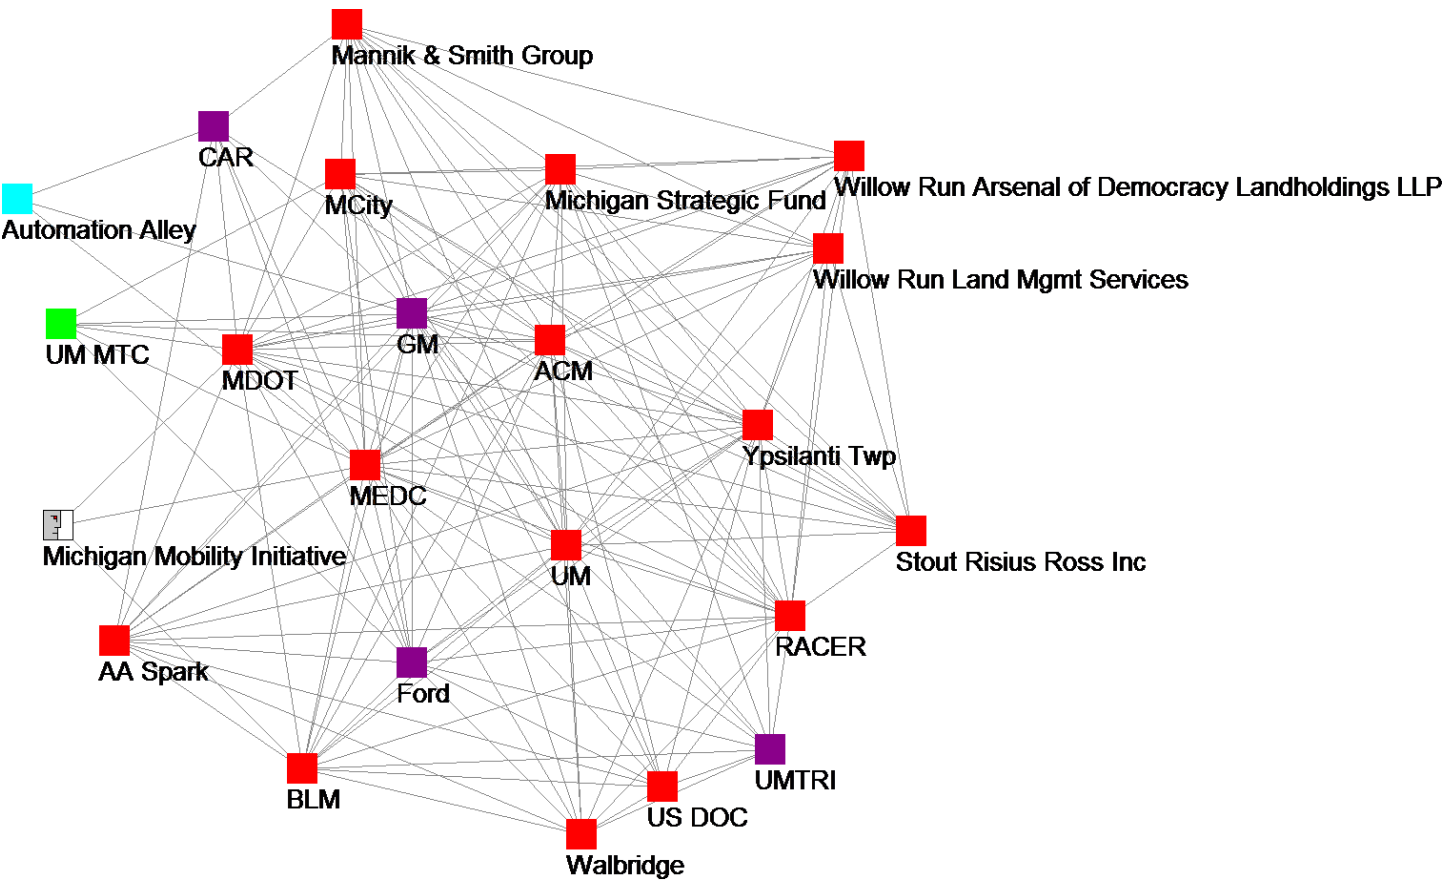 Mannik & Smith Group
CAR
MCity
Michigan Strategic Fund
Willow Run Arsenal of Democracy Landholdings LLP
Automation Alley
Willow Run Land Mgmt Services
UM MTC
MDOT
GM
ACM
Ypsilanti Twp
MEDC
Michigan Mobility Initiative
UM
Stout Risius Ross Inc
AA Spark
Ford
RACER
BLM
UMTRI
US DOC
Walbridge